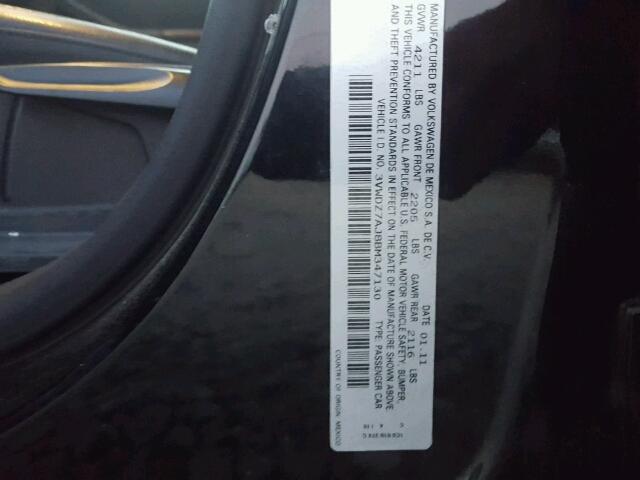 MANUFACTURED BY VOLKSWAGEN DE MEXICO S.A. DE C.V. DATE 01.11
GVWR 4211 LBS GAWR FRONT 2205 LBS GAWR REAR 2116 LBS
THIS VEHICLE CONFORMS TO ALL APPLICABLE U.S. FEDERAL MOTOR VEHICLE SAFETY, BUMPER,
AND THEFT PREVENTION STANDARDS IN EFFECT ON THE DATE OF MANUFACTURE SHOWN ABOVE.
VEHICLE I.D. NO. 3VWDZ7AJ8BM347130 TYPE: PASSENGER CAR
COUNTRY OF ORIGIN: MEXICO